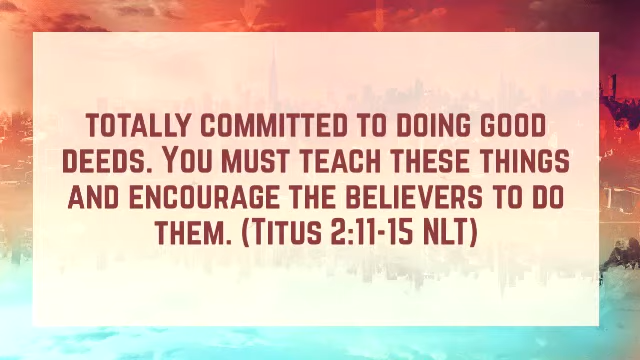 TOTALLY COMMITTED TO DOING GOOD
DEEDS. YOU MUST TEACH THESE THINGS
AND ENCOURAGE THE BELIEVERS TO DO
THEM. (TITUS 2:11-15 NLT)